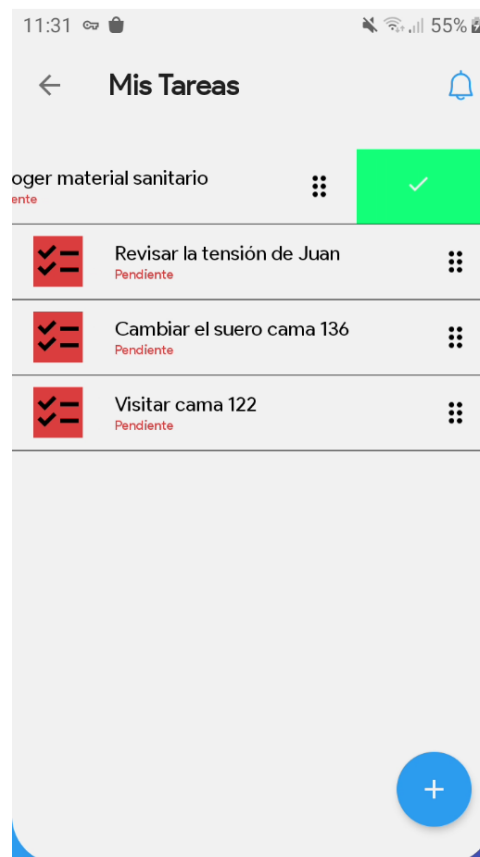 11:31 55%
Mis Tareas
oger material sanitario
ente
Revisar la tensión de Juan
Pendiente
Cambiar el suero cama 136
Pendiente
Visitar cama 122
Pendiente